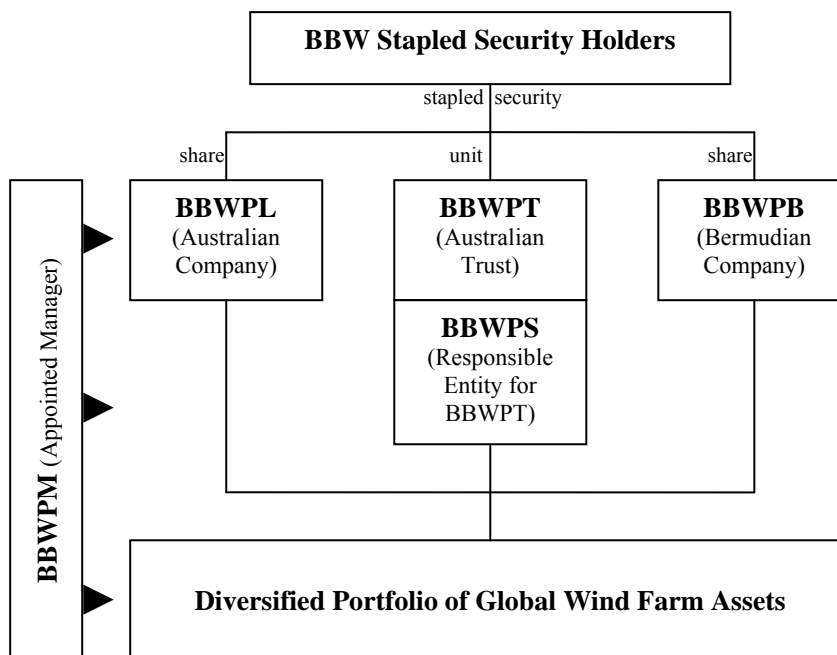 BBW Stapled Security Holders
stapled security
share
unit
share
BBWPL
(Australian
Company)
BBWPT
(Australian
Trust)
BBWPB
(Bermudian
Company)
BBWPS
(Responsible
Entity for
BBWPT)
BBWPM (Appointed Manager)
Diversified Portfolio of Global Wind Farm Assets